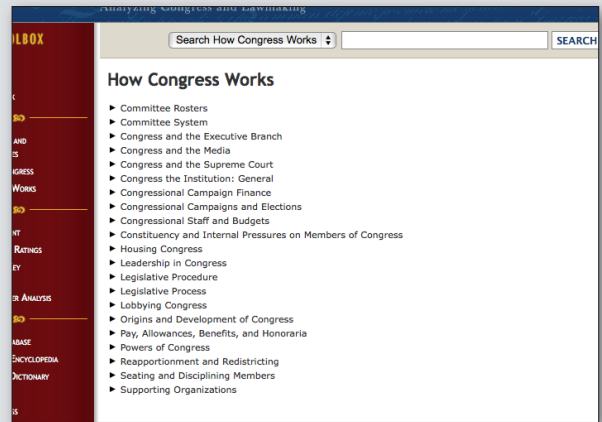 Analyzing Congress and Lawmaking
Search How Congress Works
SEARCH
How Congress Works
Committee Rosters
Committee System
Congress and the Executive Branch
Congress and the Media
Congress and the Supreme Court
Congress the Institution: General
Congressional Campaign Finance
Congressional Campaigns and Elections
Congressional Staff and Budgets
Constituency and Internal Pressures on Members of Congress
Housing Congress
Leadership in Congress
Legislative Procedure
Legislative Process
Lobbying Congress
Origins and Development of Congress
Pay, Allowances, Benefits, and Honoraria
Powers of Congress
Reapportionment and Redistricting
Seating and Disciplining Members
Supporting Organizations
OLBOX
AND
GRESS
WORKS
NT
RATINGS
EY
ER ANALYSIS
ABASE
ENCYCLOPEDIA
DICTIONARY